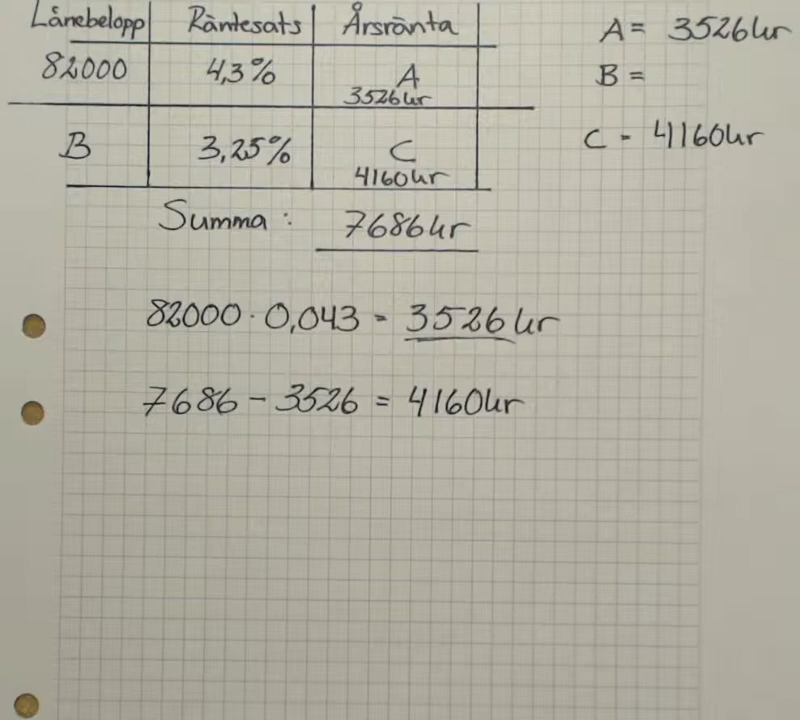 Lånebelopp Räntesats Årsränta A = 3526kr
82000 4,3% A B =
3526kr
B 3,25% C C = 41160kr
4160kr
Summa: 7686kr
82000 · 0,043 = 3526kr
7686 - 3526 = 4160kr